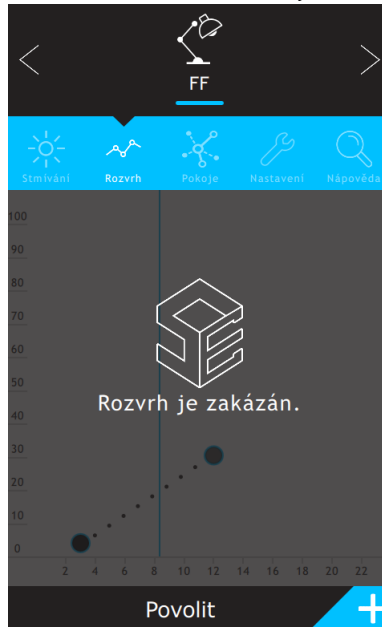 FF
Stmívání
Rozvrh
Pokoje
Nastavení
Nápověda
100
90
80
70
60
50
Rozvrh je zakázán.
40
30
20
10
0
2 4 6 8 10 12 14 16 18 20 22
Povolit